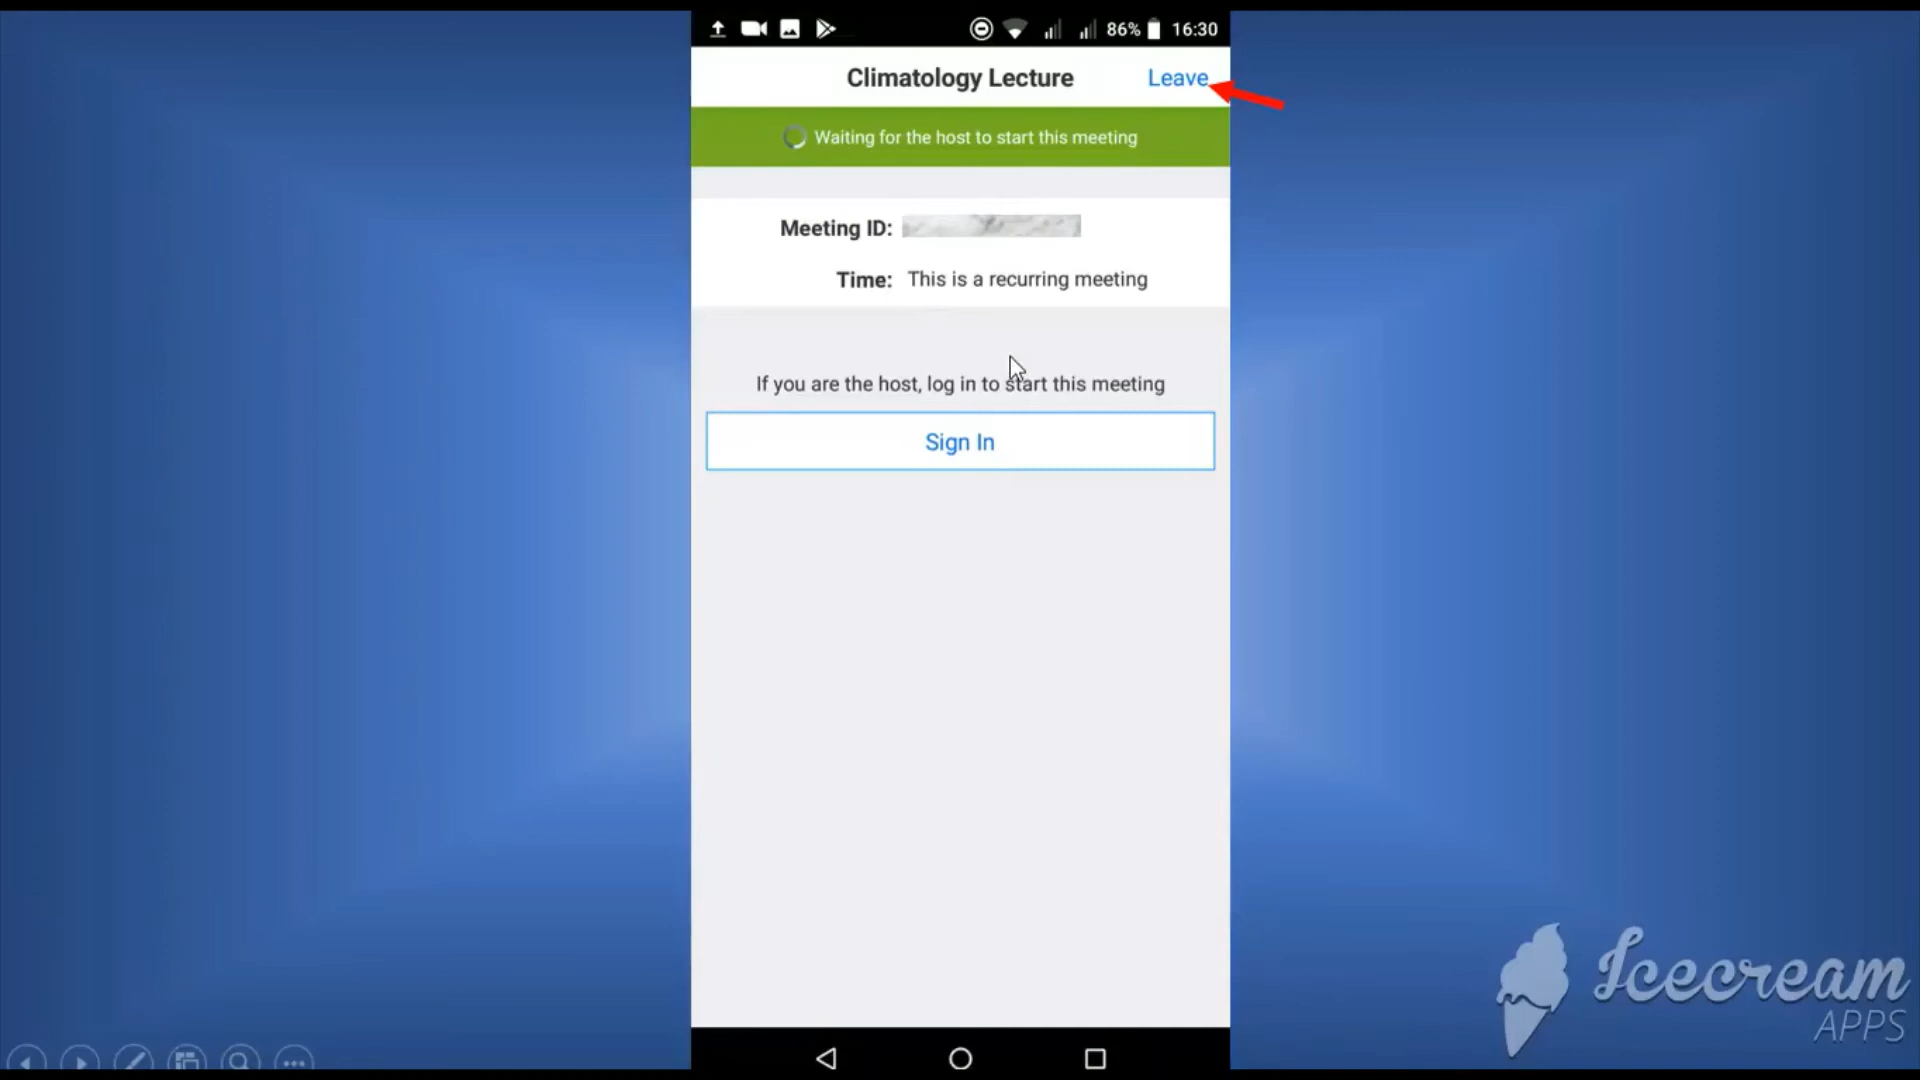 86% 16:30
Climatology Lecture Leave
Waiting for the host to start this meeting
Meeting ID:
Time: This is a recurring meeting
If you are the host, log in to start this meeting
Sign In
Icecream
APPS